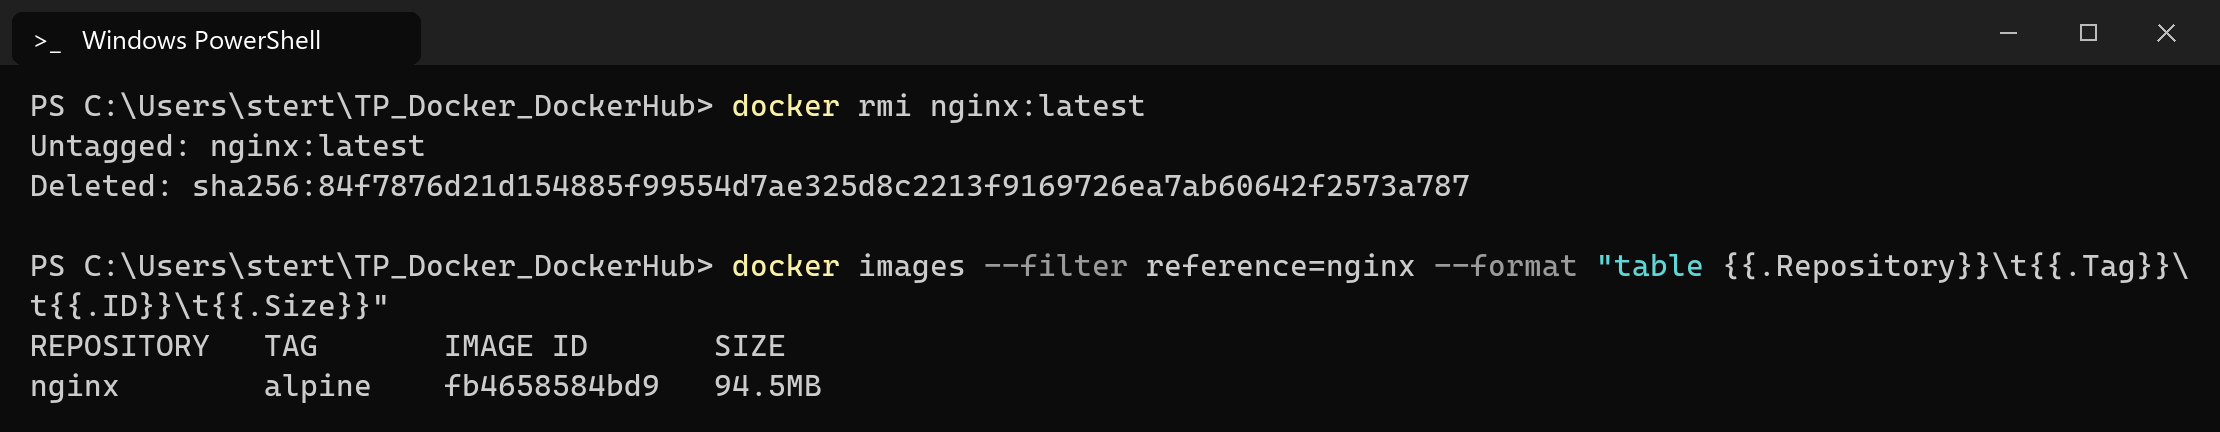 >_ Windows PowerShell
PS C:\Users\stert\TP_Docker_DockerHub> docker rmi nginx:latest
Untagged: nginx:latest
Deleted: sha256:84f7876d21d154885f99554d7ae325d8c2213f9169726ea7ab60642f2573a787
PS C:\Users\stert\TP_Docker_DockerHub> docker images --filter reference=nginx --format "table {{.Repository}}\t{{.Tag}}\
t{{.ID}}\t{{.Size}}"
REPOSITORY   TAG       IMAGE ID       SIZE
nginx        alpine    fb4658584bd9   94.5MB